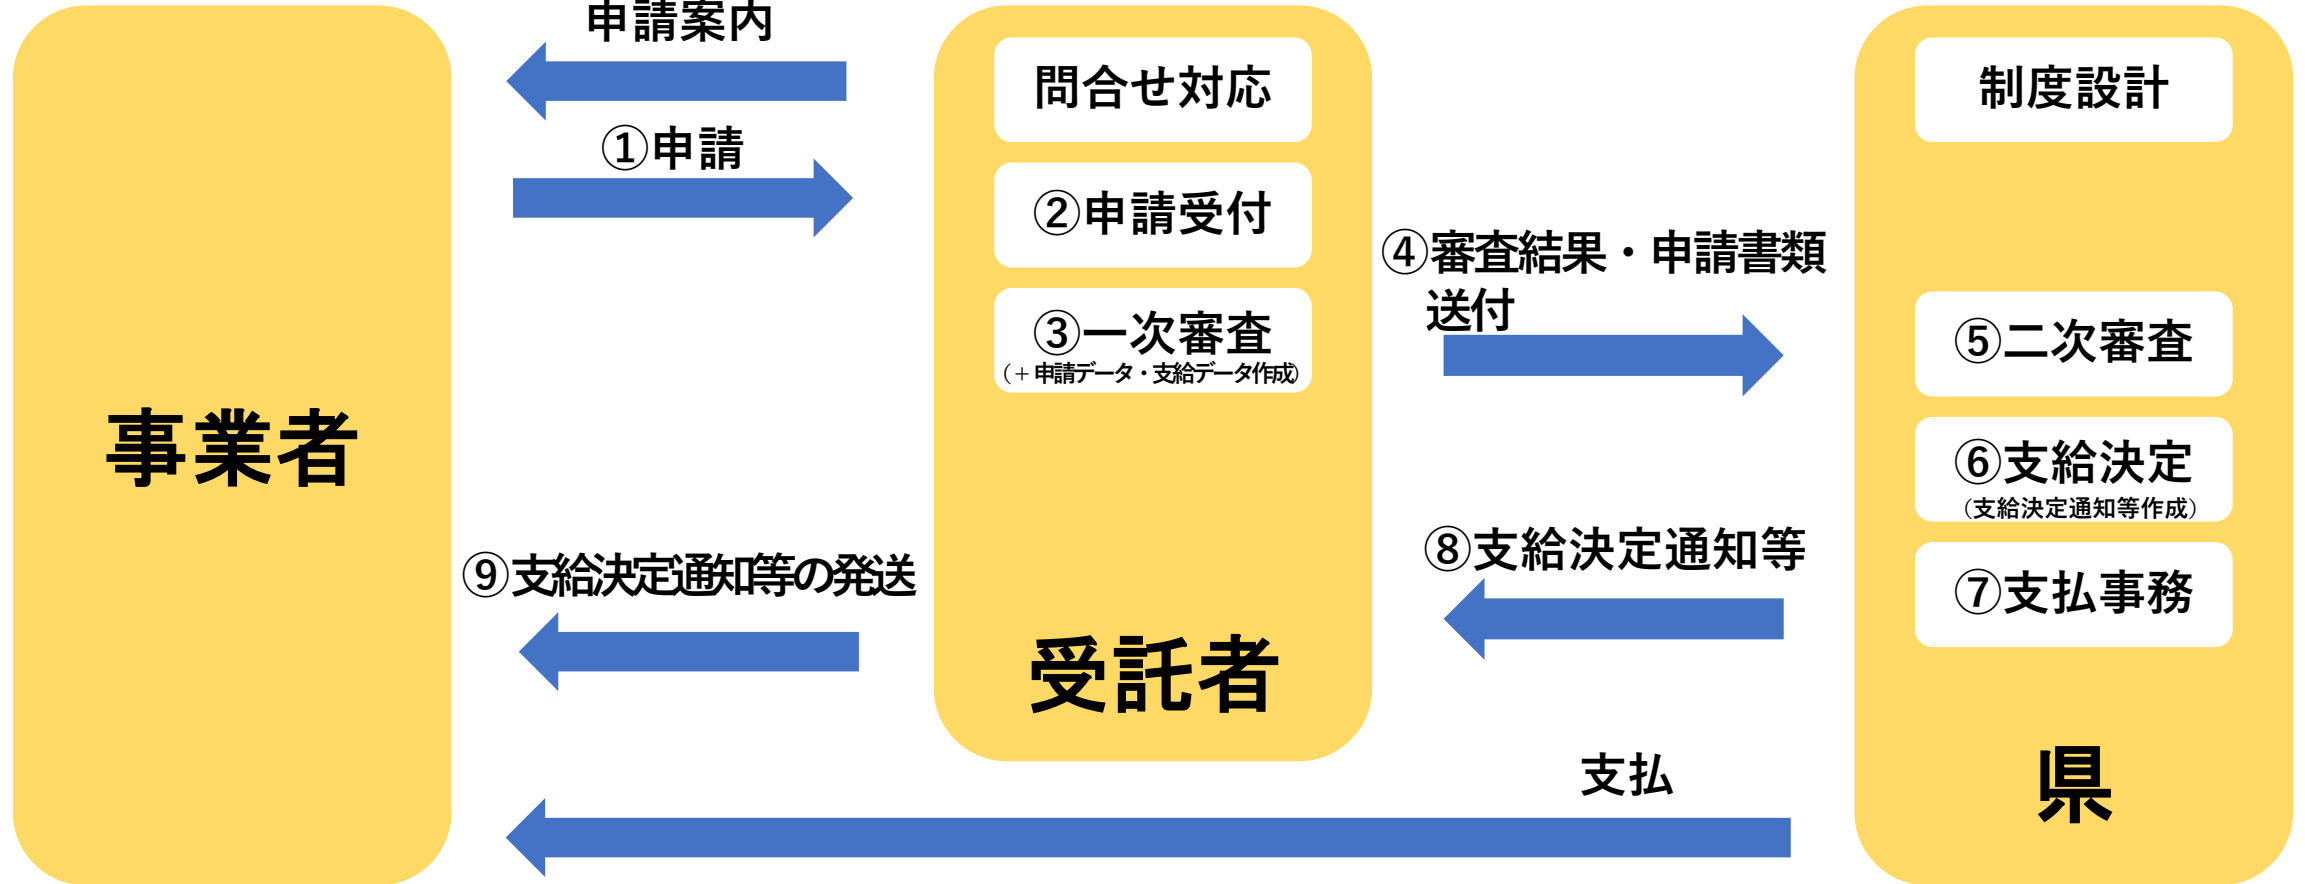 申請案内
①申請
事業者
⑨支給決定通知等の発送
問合せ対応
②申請受付
③一次審査
（＋申請データ・支給データ作成）
受託者
④審査結果・申請書類
送付
⑧支給決定通知等
支払
制度設計
⑤二次審査
⑥支給決定
（支給決定通知等作成）
⑦支払事務
県